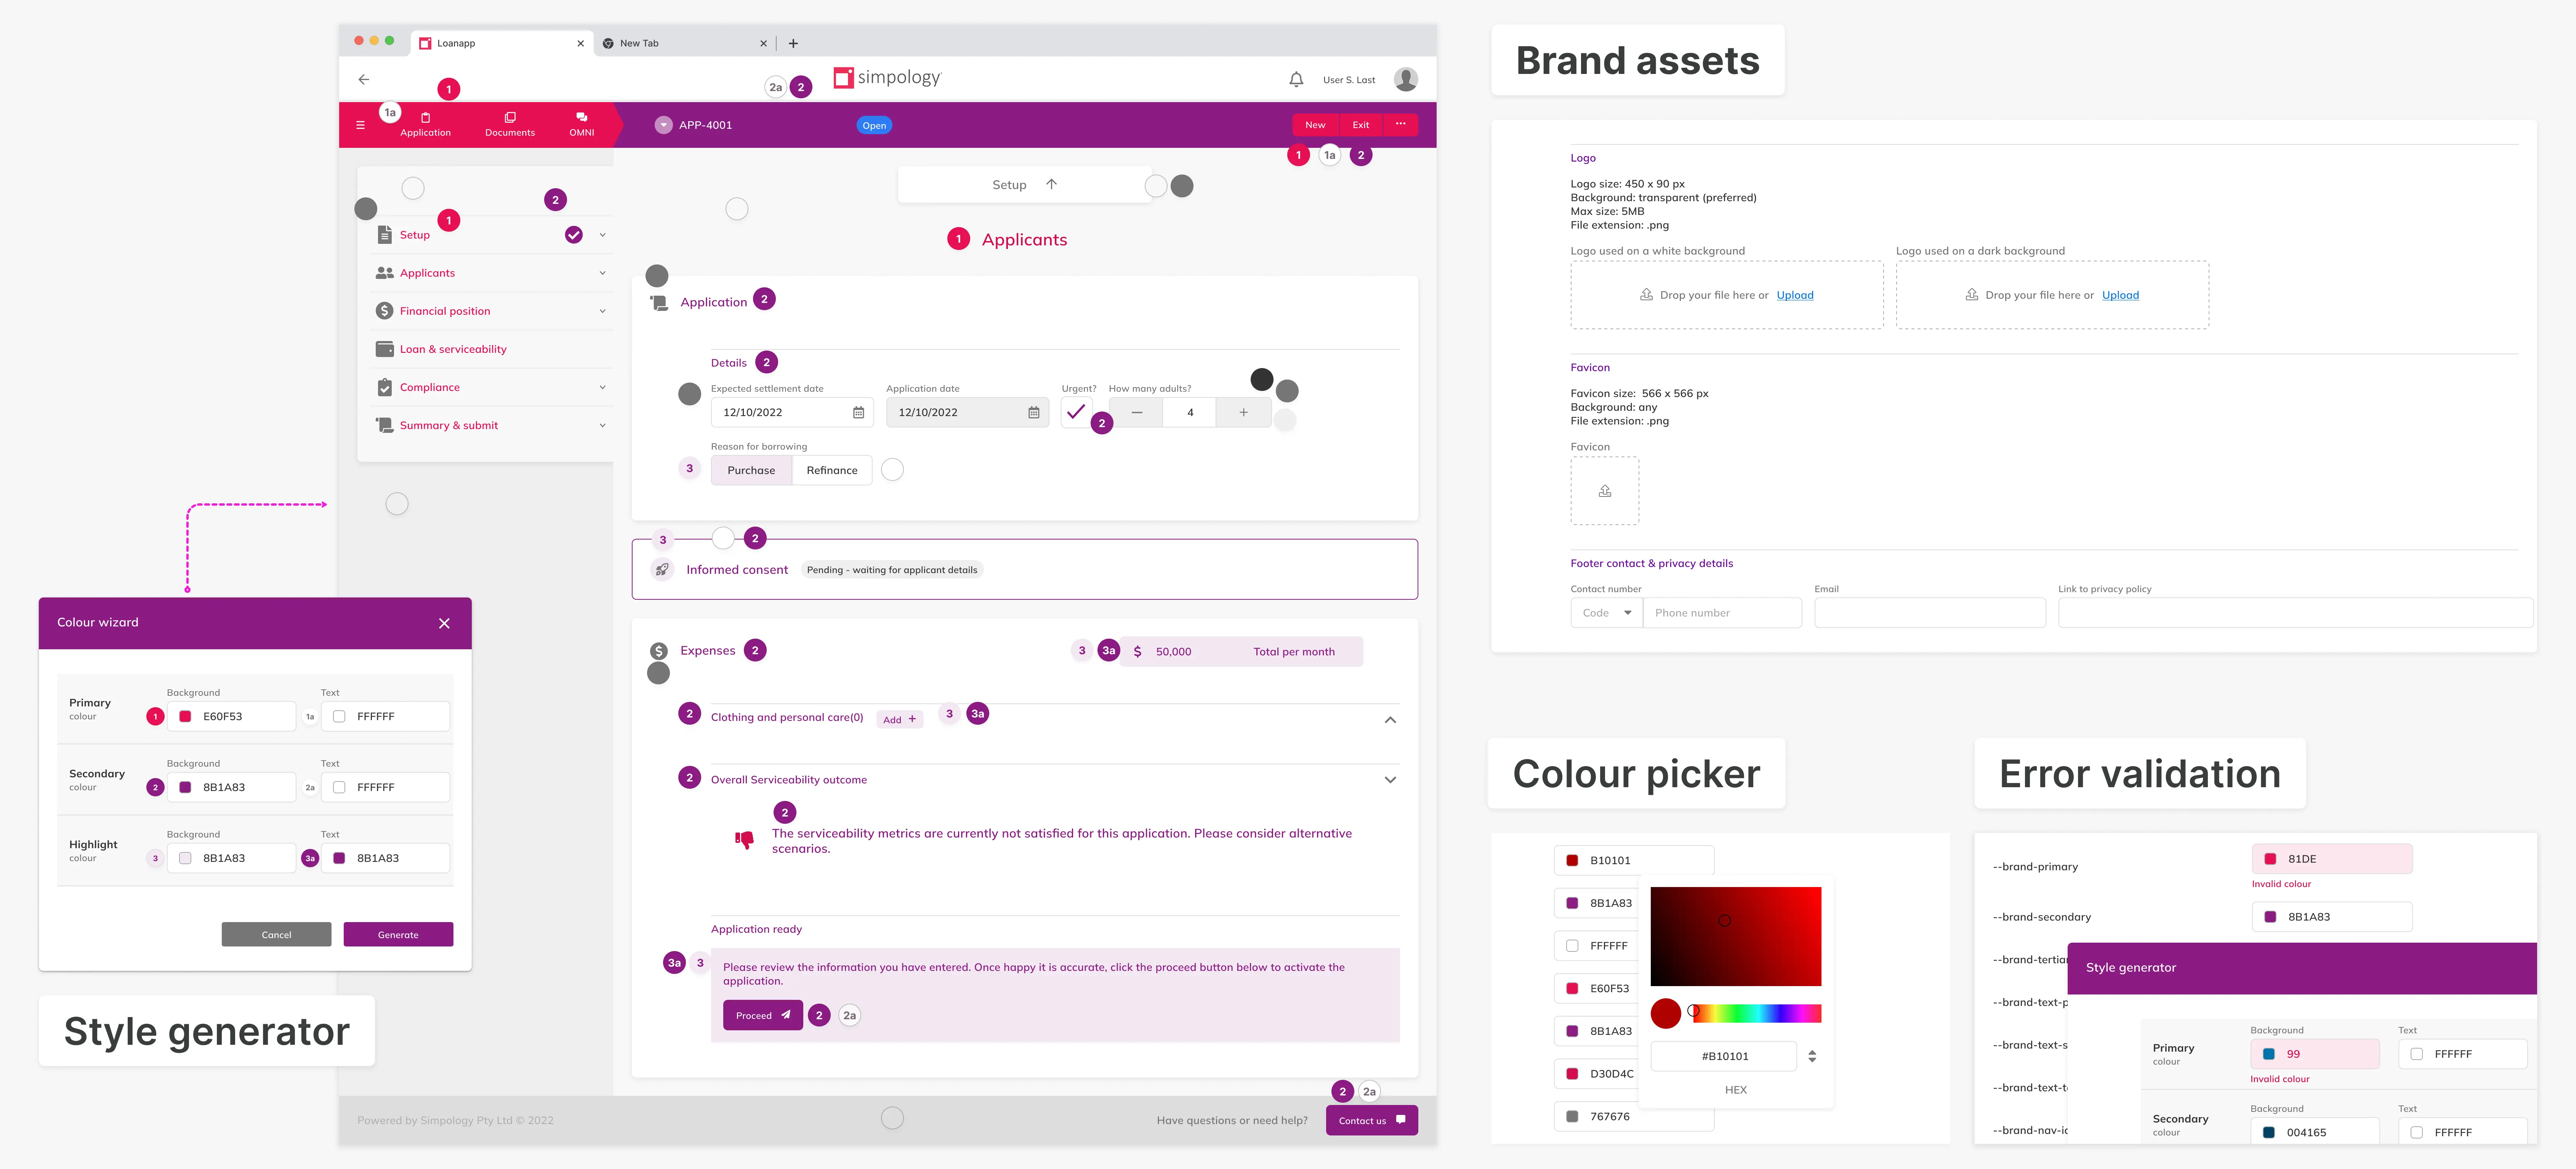 Loanapp
New Tab
simpology
User S. Last
1
2a
2
1a
Application
Documents
OMNI
APP-4001
Open
New
Exit
1
1a
2
2
1
Setup
Applicants
Financial position
Loan & serviceability
Compliance
Summary & submit
Setup
1
Applicants
Application
2
Details
2
Expected settlement date
Application date
Urgent?
How many adults?
12/10/2022
12/10/2022
4
2
Reason for borrowing
3
Purchase
Refinance
3
2
Informed consent
Pending - waiting for applicant details
Expenses
2
3
3a
$ 50,000
Total per month
2
Clothing and personal care(0)
Add +
3
3a
2
Overall Serviceability outcome
2
The serviceability metrics are currently not satisfied for this application. Please consider alternative
scenarios.
Application ready
3a
3
Please review the information you have entered. Once happy it is accurate, click the proceed button below to activate the
application.
Proceed
2
2a
2
2a
Powered by Simpology Pty Ltd © 2022
Have questions or need help?
Contact us
Colour wizard
Background
Text
Primary
colour
1
E60F53
1a
FFFFFF
Background
Text
Secondary
colour
2
8B1A83
2a
FFFFFF
Background
Text
Highlight
colour
3
8B1A83
3a
8B1A83
Cancel
Generate
Style generator
Brand assets
Logo
Logo size: 450 x 90 px
Background: transparent (preferred)
Max size: 5MB
File extension: .png
Logo used on a white background
Logo used on a dark background
Drop your file here or Upload
Drop your file here or Upload
Favicon
Favicon size: 566 x 566 px
Background: any
File extension: .png
Favicon
Footer contact & privacy details
Contact number
Email
Link to privacy policy
Code
Phone number
Colour picker
B10101
8B1A83
FFFFFF
E60F53
8B1A83
D30D4C
767676
#B10101
HEX
Error validation
--brand-primary
81DE
Invalid colour
--brand-secondary
8B1A83
--brand-tertia
--brand-text-p
--brand-text-s
--brand-text-t
--brand-nav-ic
Style generator
Background
Text
Primary
colour
99
FFFFFF
Invalid colour
Background
Text
Secondary
colour
004165
FFFFFF